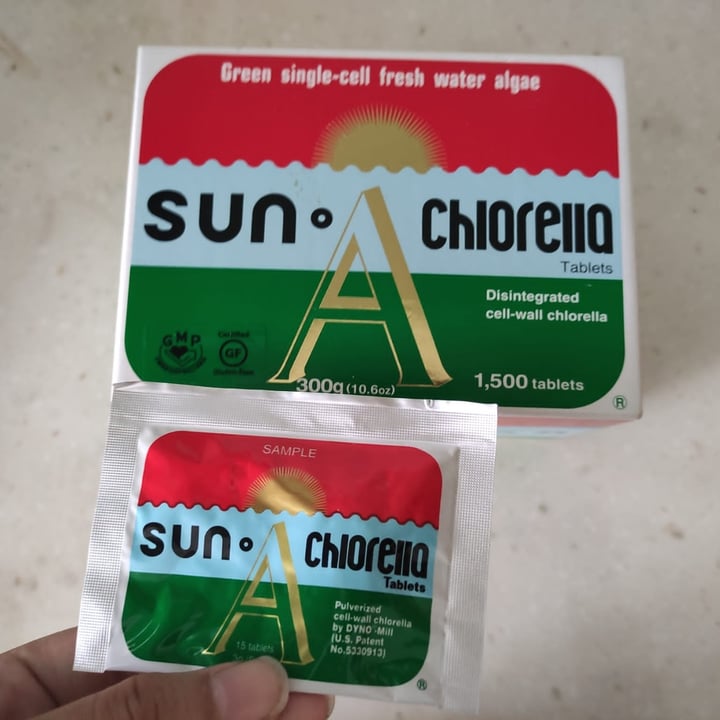 Green single-cell fresh water algae
sun A chlorella
Tablets
Disintegrated
cell-wall chlorella
GMP
Certified
GF
Gluten-Free
300g (10.6oz)
1,500 tablets
®
SAMPLE
sun A chlorella
Tablets
Pulverized
cell-wall chlorella
by DYNO-Mill
(U.S. Patent
No.5330913)
15 tablets
®